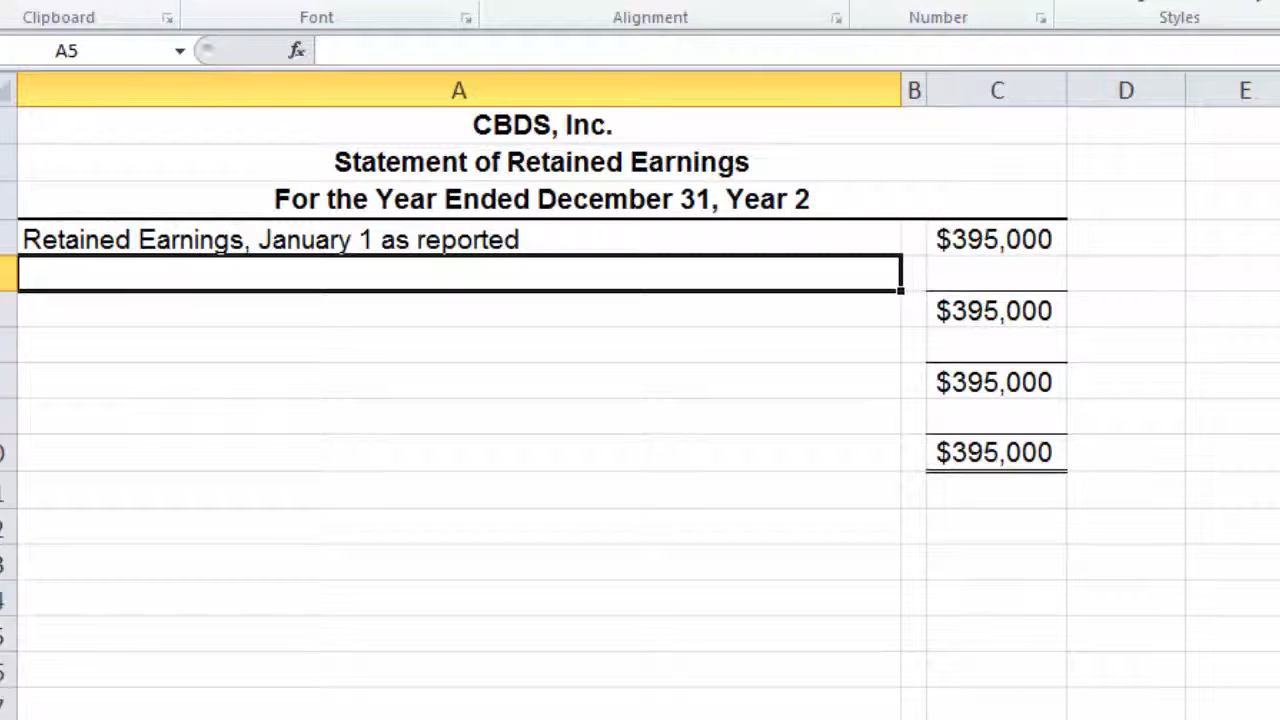 Clipboard Font Alignment Number Styles
A5 fx
A B C D E
CBDS, Inc.
Statement of Retained Earnings
For the Year Ended December 31, Year 2
Retained Earnings, January 1 as reported $395,000
$395,000
$395,000
$395,000